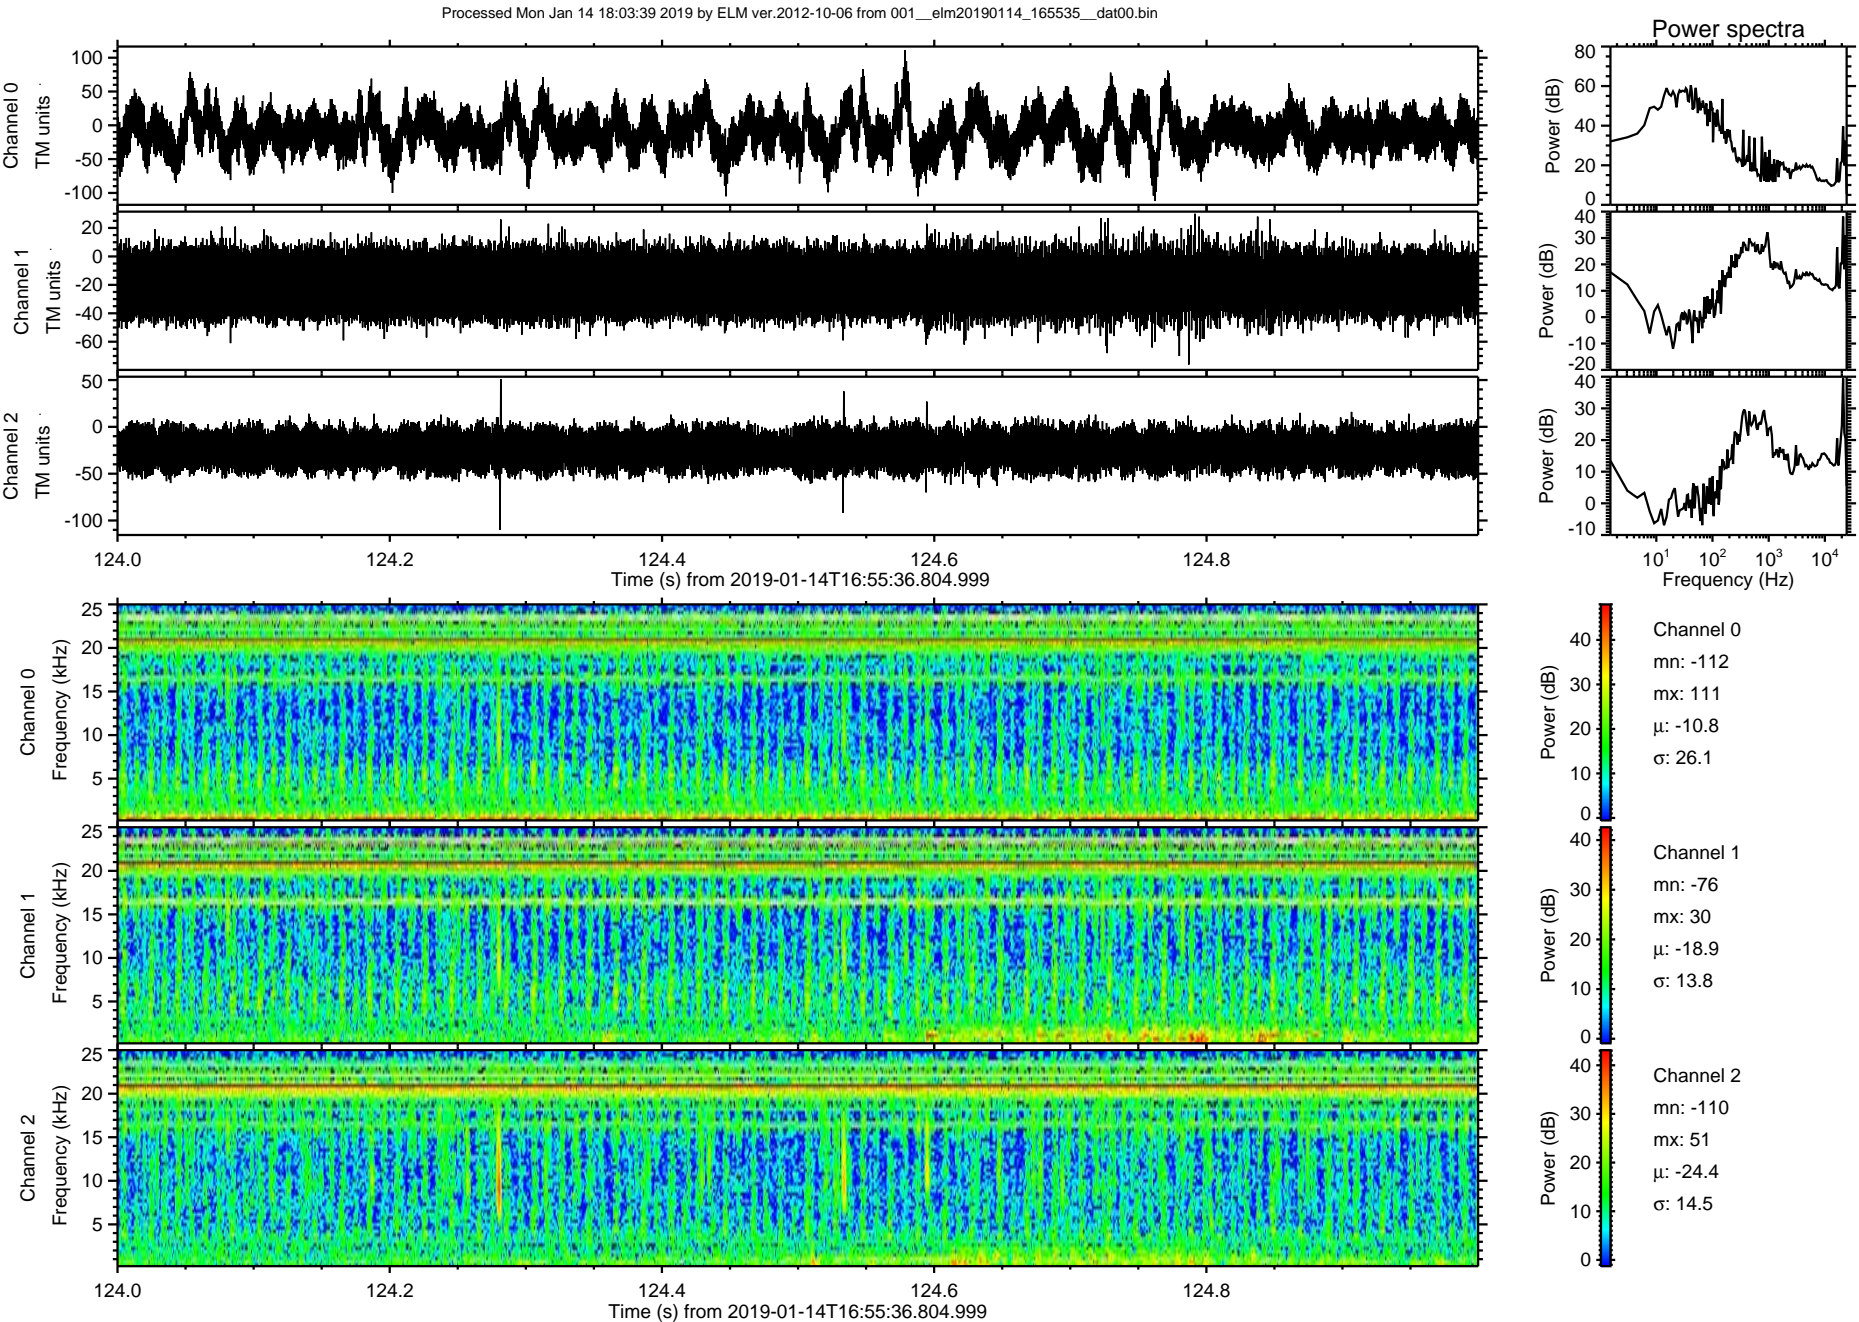 Processed Mon Jan 14 18:03:39 2019 by ELM ver.2012-10-06 from 001__elm20190114_165535__dat00.bin
Power spectra
Channel 0
TM units
100
50
0
-50
-100
Power (dB)
80
60
40
20
0
Channel 1
TM units
20
0
-20
-40
-60
Power (dB)
40
30
20
10
0
-10
-20
Channel 2
TM units
50
0
-50
-100
Power (dB)
40
30
20
10
0
-10
124.0 124.2 124.4 124.6 124.8
Time (s) from 2019-01-14T16:55:36.804.999
10¹ 10² 10³ 10⁴
Frequency (Hz)
Channel 0
Frequency (kHz)
25
20
15
10
5
Power (dB)
40
30
20
10
0
Channel 0
mn: -112
mx: 111
μ: -10.8
σ: 26.1
Channel 1
Frequency (kHz)
25
20
15
10
5
Power (dB)
40
30
20
10
0
Channel 1
mn: -76
mx: 30
μ: -18.9
σ: 13.8
Channel 2
Frequency (kHz)
25
20
15
10
5
Power (dB)
40
30
20
10
0
Channel 2
mn: -110
mx: 51
μ: -24.4
σ: 14.5
124.0 124.2 124.4 124.6 124.8
Time (s) from 2019-01-14T16:55:36.804.999